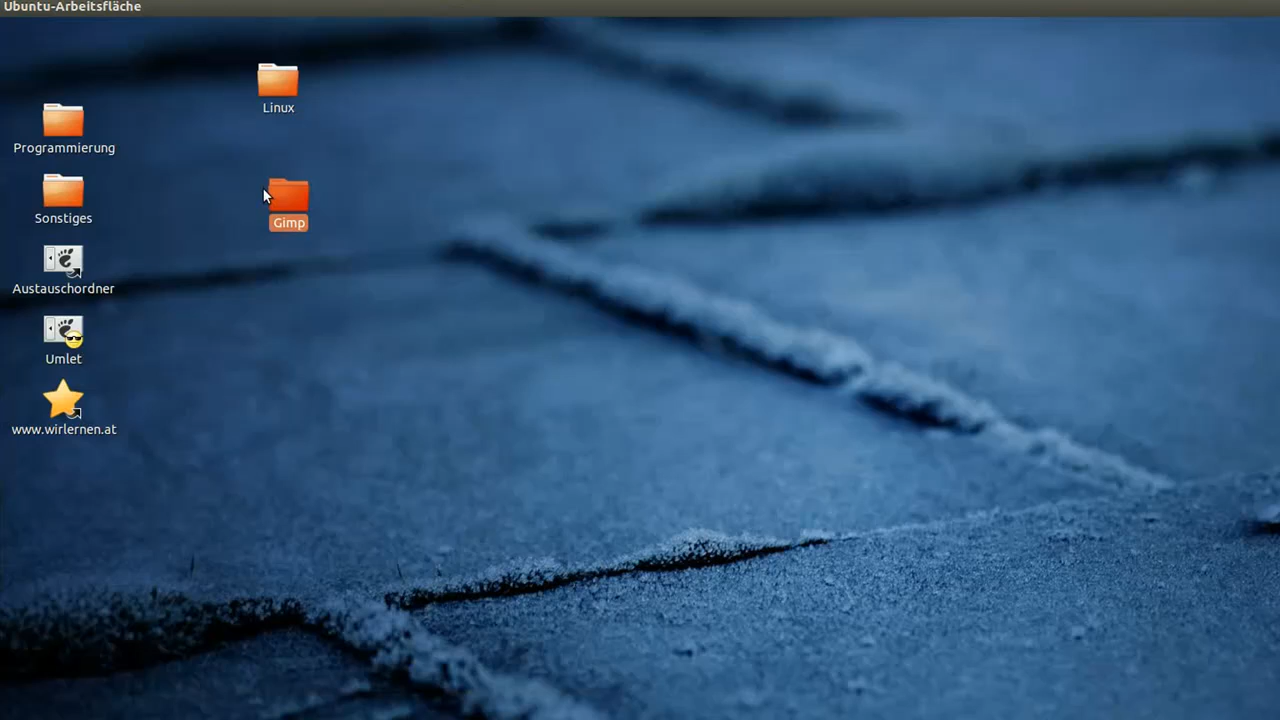 Ubuntu-Arbeitsfläche
Linux
Programmierung
Gimp
Sonstiges
Austauschordner
Umlet
www.wirlernen.at